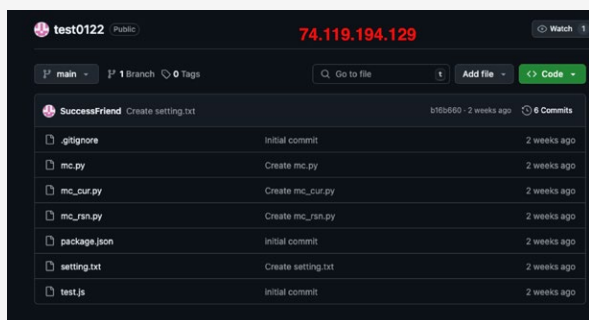 test0122 Public
74.119.194.129
Watch 1
main
1 Branch
0 Tags
Go to file
t
Add file
Code
SuccessFriend Create setting.txt
b16b660 · 2 weeks ago
6 Commits
.gitignore Initial commit 2 weeks ago
mc.py Create mc.py 2 weeks ago
mc_cur.py Create mc_cur.py 2 weeks ago
mc_rsn.py Create mc_rsn.py 2 weeks ago
package.json initial commit 2 weeks ago
setting.txt Create setting.txt 2 weeks ago
test.js initial commit 2 weeks ago